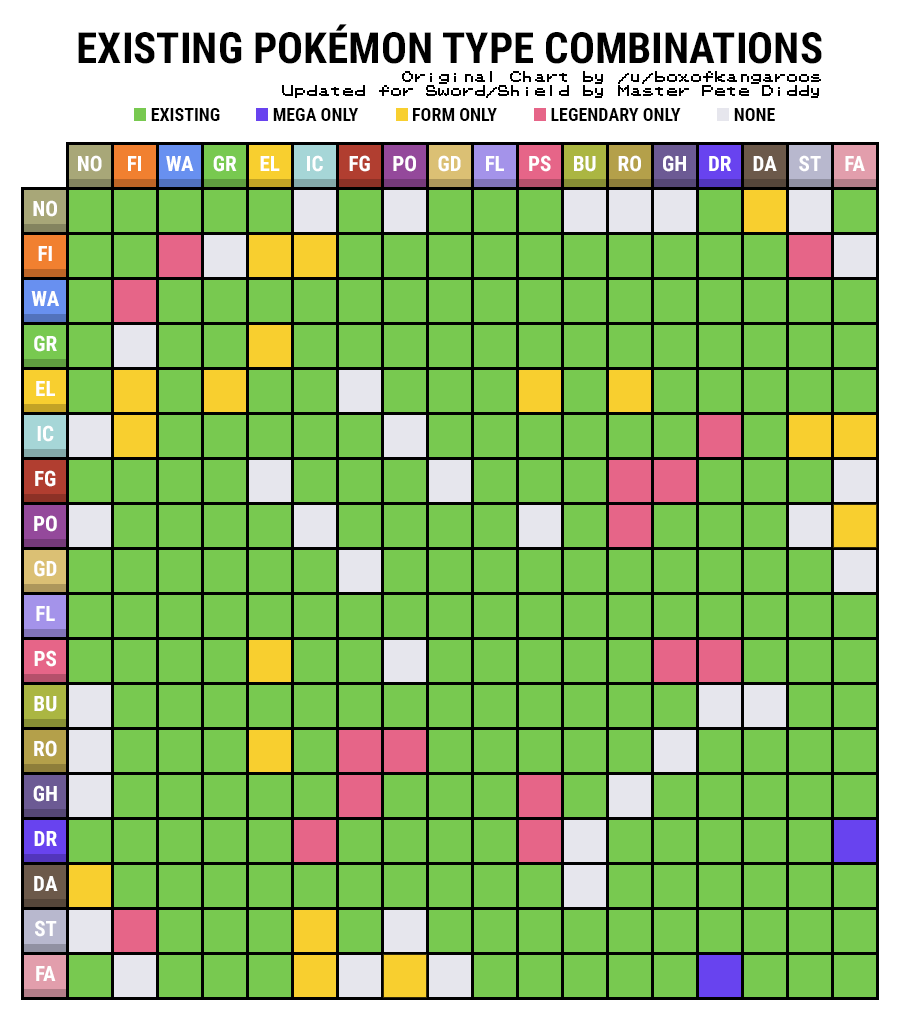 EXISTING POKÉMON TYPE COMBINATIONS
Original Chart by /u/boxofkangaroos
Updated for Sword/Shield by Master Pete Diddy
EXISTING MEGA ONLY FORM ONLY LEGENDARY ONLY NONE
NO FI WA GR EL IC FG PO GD FL PS BU RO GH DR DA ST FA
NO
FI
WA
GR
EL
IC
FG
PO
GD
FL
PS
BU
RO
GH
DR
DA
ST
FA